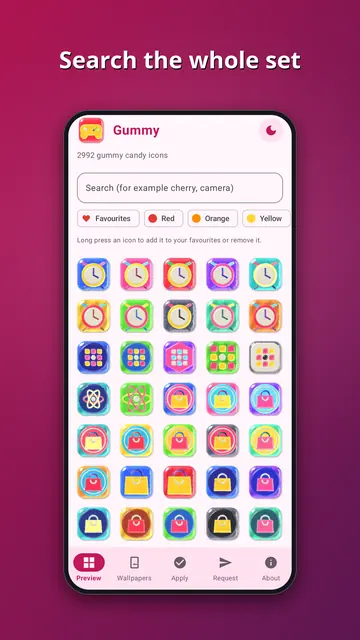 Search the whole set
Gummy
2992 gummy candy icons
Search (for example cherry, camera)
Favourites Red Orange Yellow
Long press an icon to add it to your favourites or remove it.
Preview Wallpapers Apply Request About